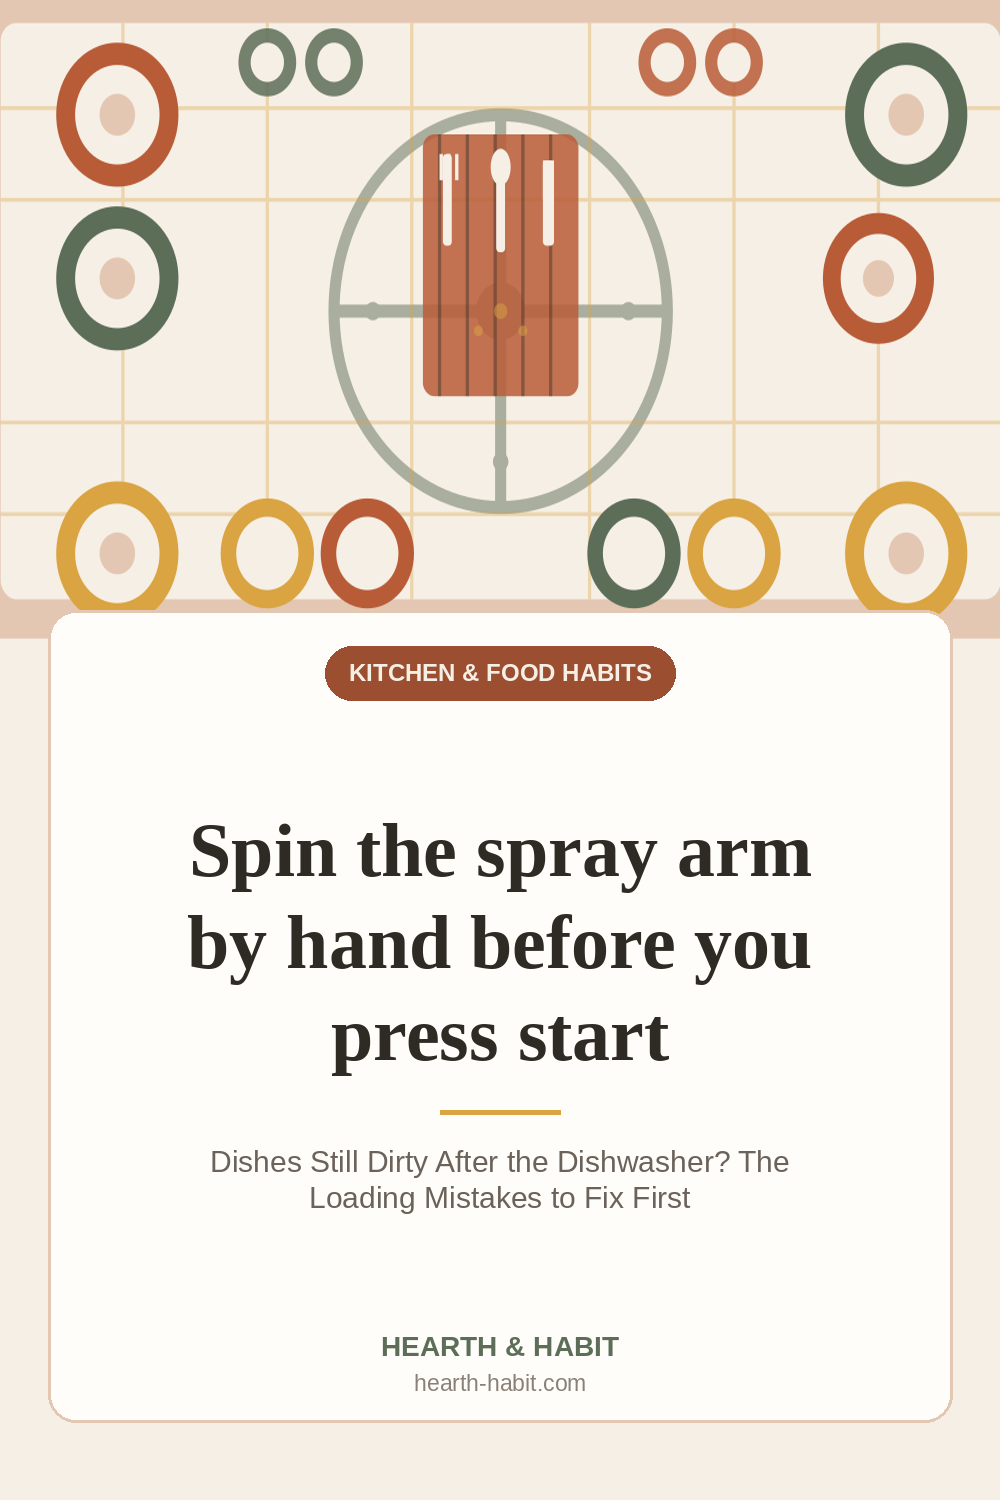 KITCHEN & FOOD HABITS
Spin the spray arm
by hand before you
press start
Dishes Still Dirty After the Dishwasher? The
Loading Mistakes to Fix First
HEARTH & HABIT
hearth-habit.com